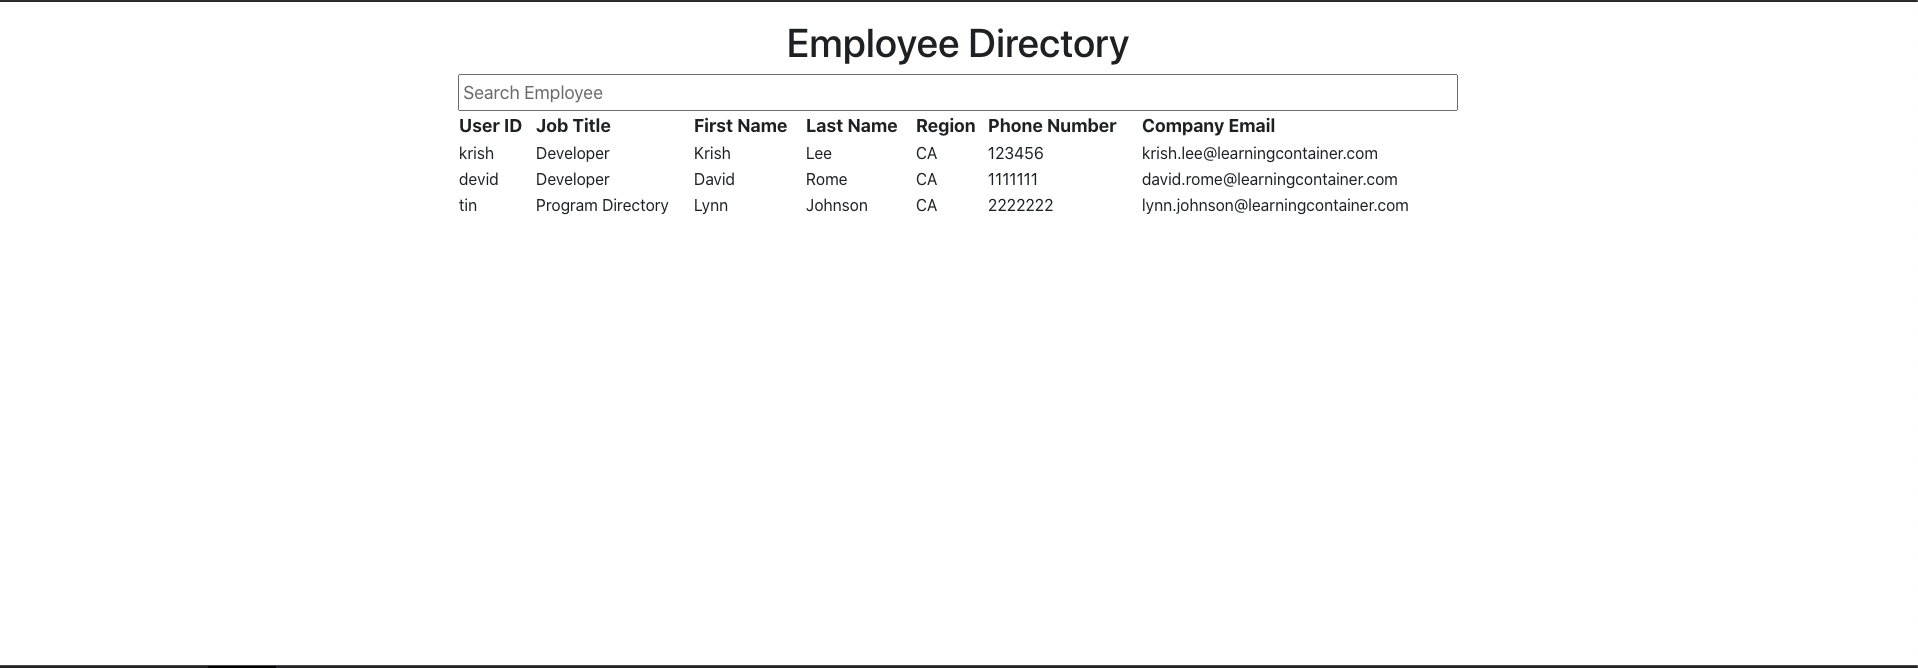 Employee Directory
Search Employee
User ID Job Title First Name Last Name Region Phone Number Company Email
krish Developer Krish Lee CA 123456 krish.lee@learningcontainer.com
devid Developer David Rome CA 1111111 david.rome@learningcontainer.com
tin Program Directory Lynn Johnson CA 2222222 lynn.johnson@learningcontainer.com